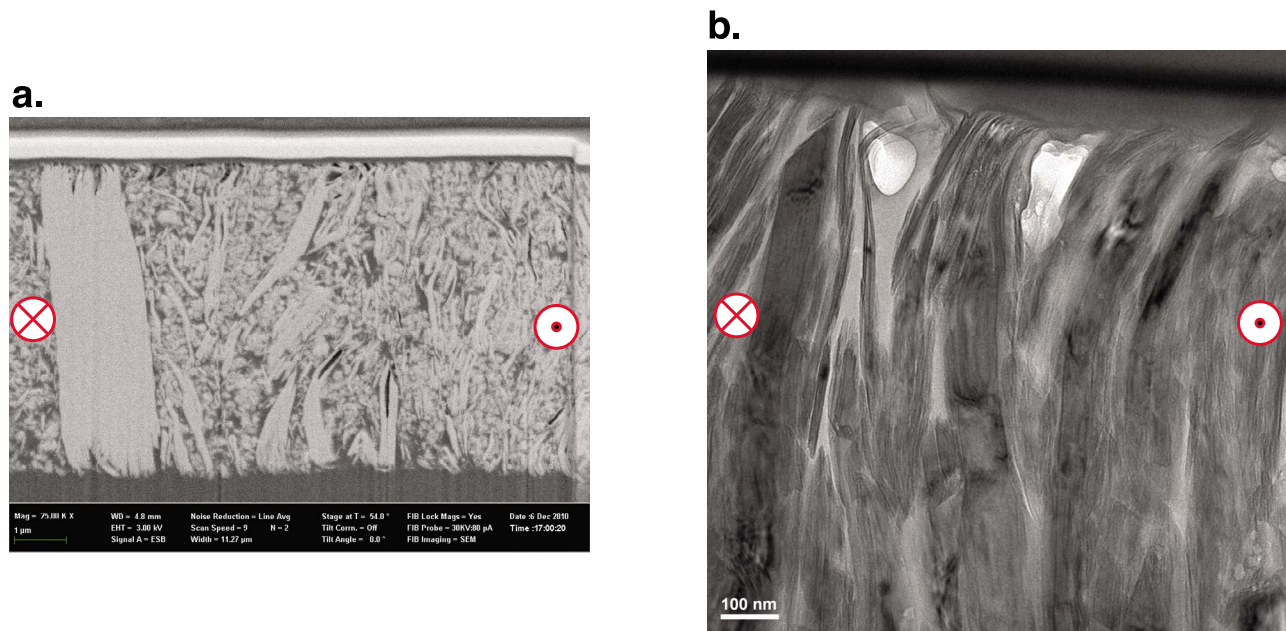 a.
b.
Mag = 25.00 K X
1 µm
WD = 4.8 mm
EHT = 3.00 kV
Signal A = ESB
Noise Reduction = Line Avg
Scan Speed = 9 N = 2
Width = 11.27 µm
Stage at T = 54.0 °
Tilt Corrn. = Off
Tilt Angle = 0.0 °
FIB Lock Mags = Yes
FIB Probe = 30KV:80 pA
FIB Imaging = SEM
Date :6 Dec 2010
Time :17:00:20
100 nm